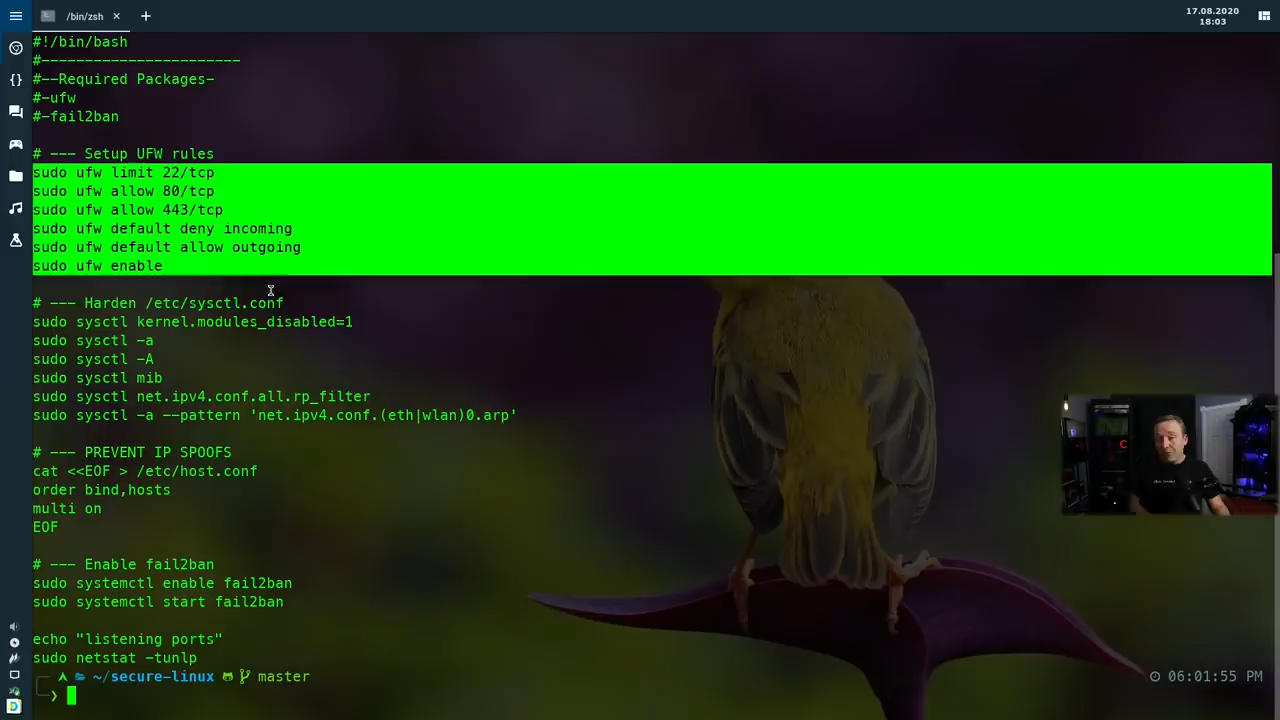 /bin/zsh
17.08.2020
18:03
#!/bin/bash
#-----------------------
#--Required Packages-
#-ufw
#-fail2ban
# --- Setup UFW rules
sudo ufw limit 22/tcp
sudo ufw allow 80/tcp
sudo ufw allow 443/tcp
sudo ufw default deny incoming
sudo ufw default allow outgoing
sudo ufw enable
# --- Harden /etc/sysctl.conf
sudo sysctl kernel.modules_disabled=1
sudo sysctl -a
sudo sysctl -A
sudo sysctl mib
sudo sysctl net.ipv4.conf.all.rp_filter
sudo sysctl -a --pattern 'net.ipv4.conf.(eth|wlan)0.arp'
# --- PREVENT IP SPOOFS
cat <<EOF > /etc/host.conf
order bind,hosts
multi on
EOF
# --- Enable fail2ban
sudo systemctl enable fail2ban
sudo systemctl start fail2ban
echo "listening ports"
sudo netstat -tunlp
~/secure-linux master 06:01:55 PM